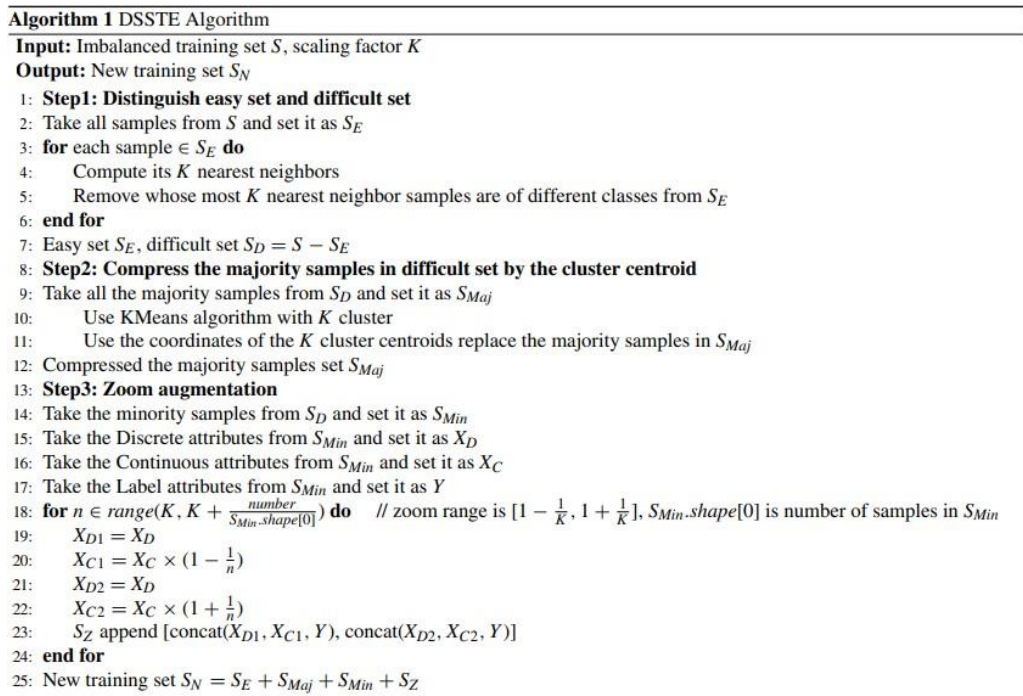 Algorithm 1 DSSTE Algorithm
Input: Imbalanced training set S, scaling factor K
Output: New training set S_N
1: Step1: Distinguish easy set and difficult set
2: Take all samples from S and set it as S_E
3: for each sample ∈ S_E do
4: Compute its K nearest neighbors
5: Remove whose most K nearest neighbor samples are of different classes from S_E
6: end for
7: Easy set S_E, difficult set S_D = S − S_E
8: Step2: Compress the majority samples in difficult set by the cluster centroid
9: Take all the majority samples from S_D and set it as S_Maj
10: Use KMeans algorithm with K cluster
11: Use the coordinates of the K cluster centroids replace the majority samples in S_Maj
12: Compressed the majority samples set S_Maj
13: Step3: Zoom augmentation
14: Take the minority samples from S_D and set it as S_Min
15: Take the Discrete attributes from S_Min and set it as X_D
16: Take the Continuous attributes from S_Min and set it as X_C
17: Take the Label attributes from S_Min and set it as Y
18: for n ∈ range(K, K + number/S_Min.shape[0]) do // zoom range is [1 − 1/K, 1 + 1/K], S_Min.shape[0] is number of samples in S_Min
19: X_D1 = X_D
20: X_C1 = X_C × (1 − 1/n)
21: X_D2 = X_D
22: X_C2 = X_C × (1 + 1/n)
23: S_Z append [concat(X_D1, X_C1, Y), concat(X_D2, X_C2, Y)]
24: end for
25: New training set S_N = S_E + S_Maj + S_Min + S_Z